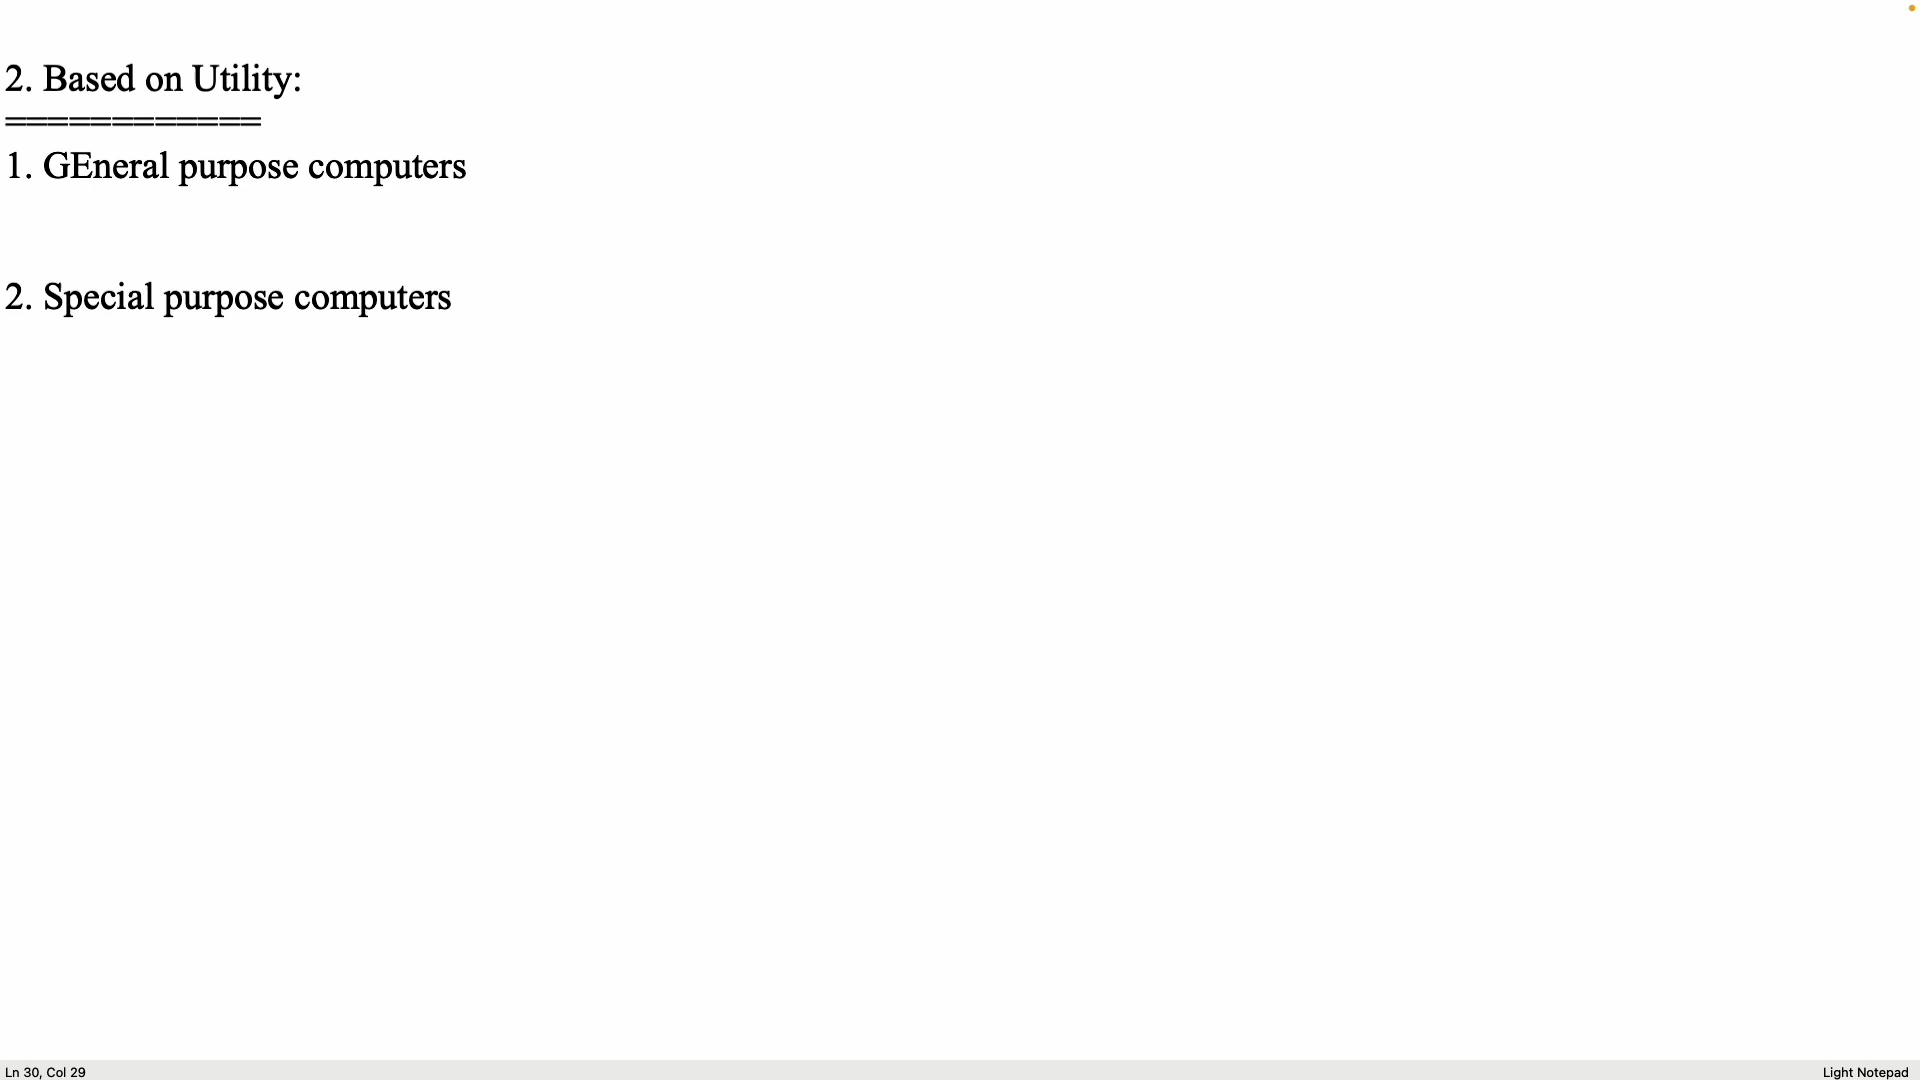 2. Based on Utility:
============
1. GEneral purpose computers
2. Special purpose computers
Ln 30, Col 29
Light Notepad